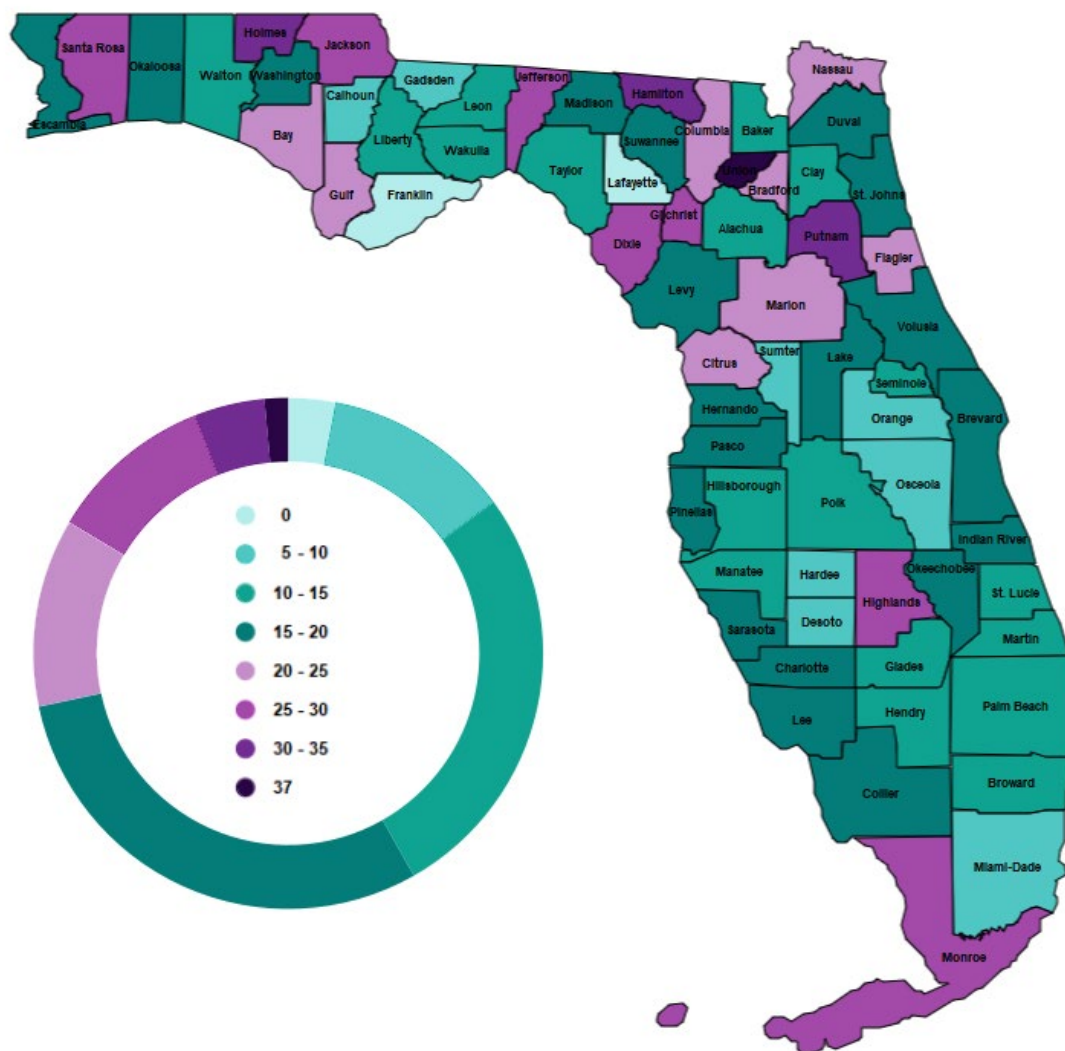 Holmes
Santa Rosa
Jackson
Okaloosa
Walton
Washington
Gadsden
Jefferson
Calhoun
Leon
Madison
Hamilton
Nassau
Escambia
Bay
Liberty
Wakulla
Suwannee
Columbia
Baker
Duval
Taylor
Lafayette
Union
Gulf
Franklin
Bradford
Clay
St. Johns
Gilchrist
Dixie
Alachua
Putnam
Flagler
Levy
Marion
Volusia
Citrus
Sumter
Lake
Seminole
Hernando
Orange
Brevard
Pasco
Hillsborough
Polk
Osceola
Pinellas
Indian River
Manatee
Hardee
Okeechobee
Highlands
St. Lucie
Sarasota
Desoto
Martin
Charlotte
Glades
Lee
Hendry
Palm Beach
Collier
Broward
Miami-Dade
Monroe
0
5 - 10
10 - 15
15 - 20
20 - 25
25 - 30
30 - 35
37